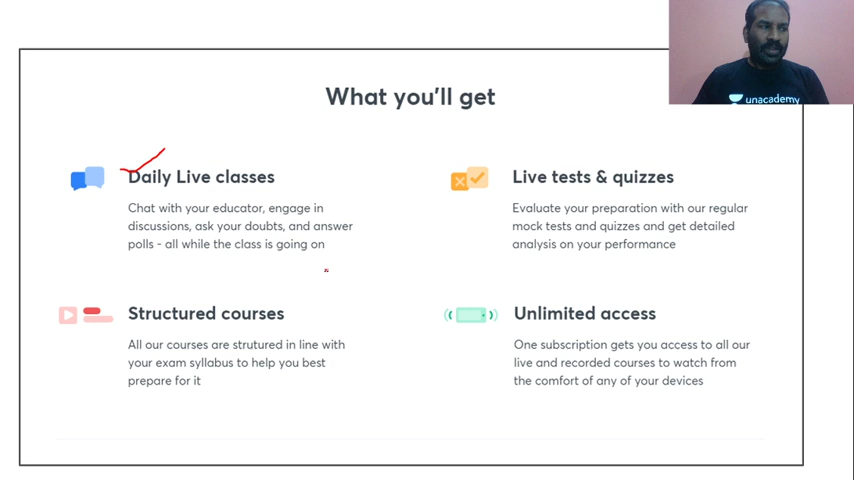 What you'll get
unacademy
Daily Live classes
Chat with your educator, engage in
discussions, ask your doubts, and answer
polls - all while the class is going on
Live tests & quizzes
Evaluate your preparation with our regular
mock tests and quizzes and get detailed
analysis on your performance
Structured courses
All our courses are strutured in line with
your exam syllabus to help you best
prepare for it
Unlimited access
One subscription gets you access to all our
live and recorded courses to watch from
the comfort of any of your devices